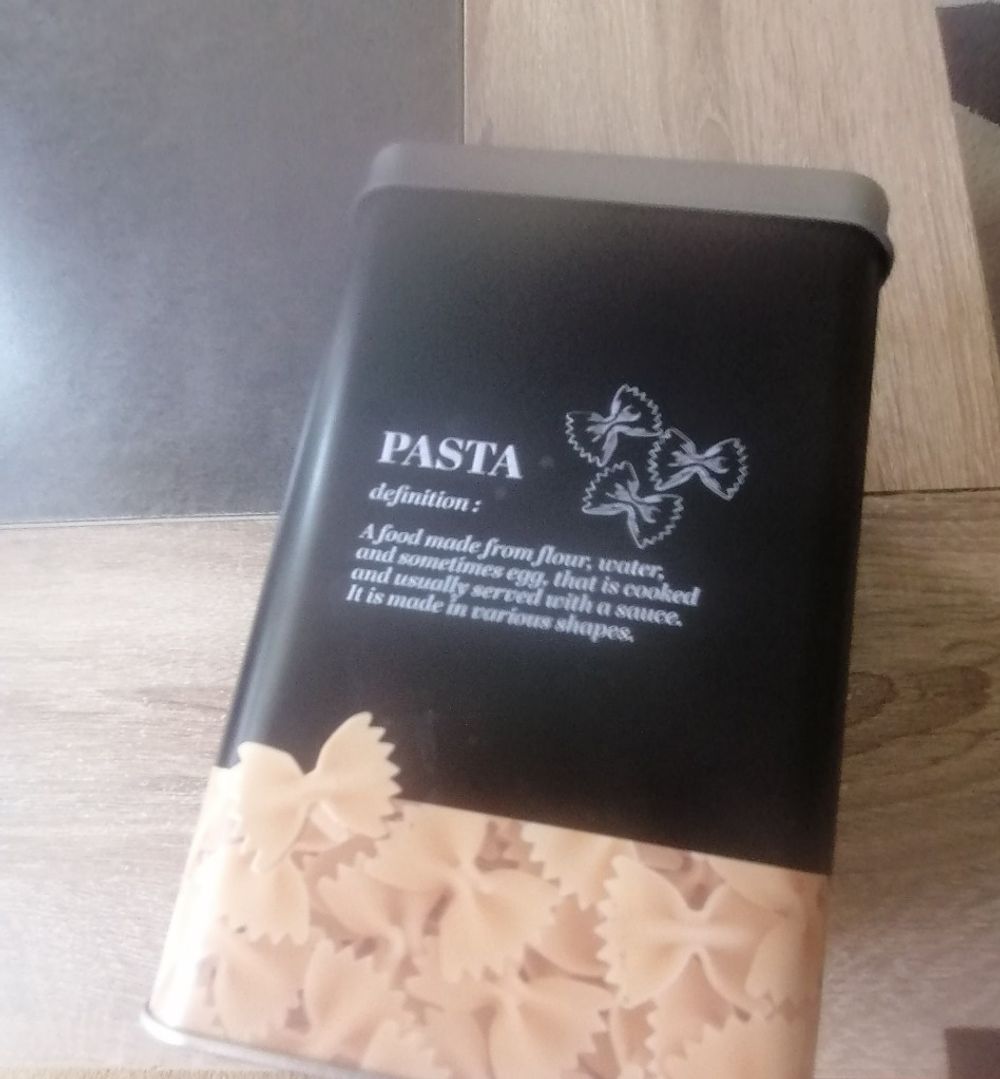 PASTA
definition :
A food made from flour, water,
and sometimes egg, that is cooked
and usually served with a sauce.
It is made in various shapes.